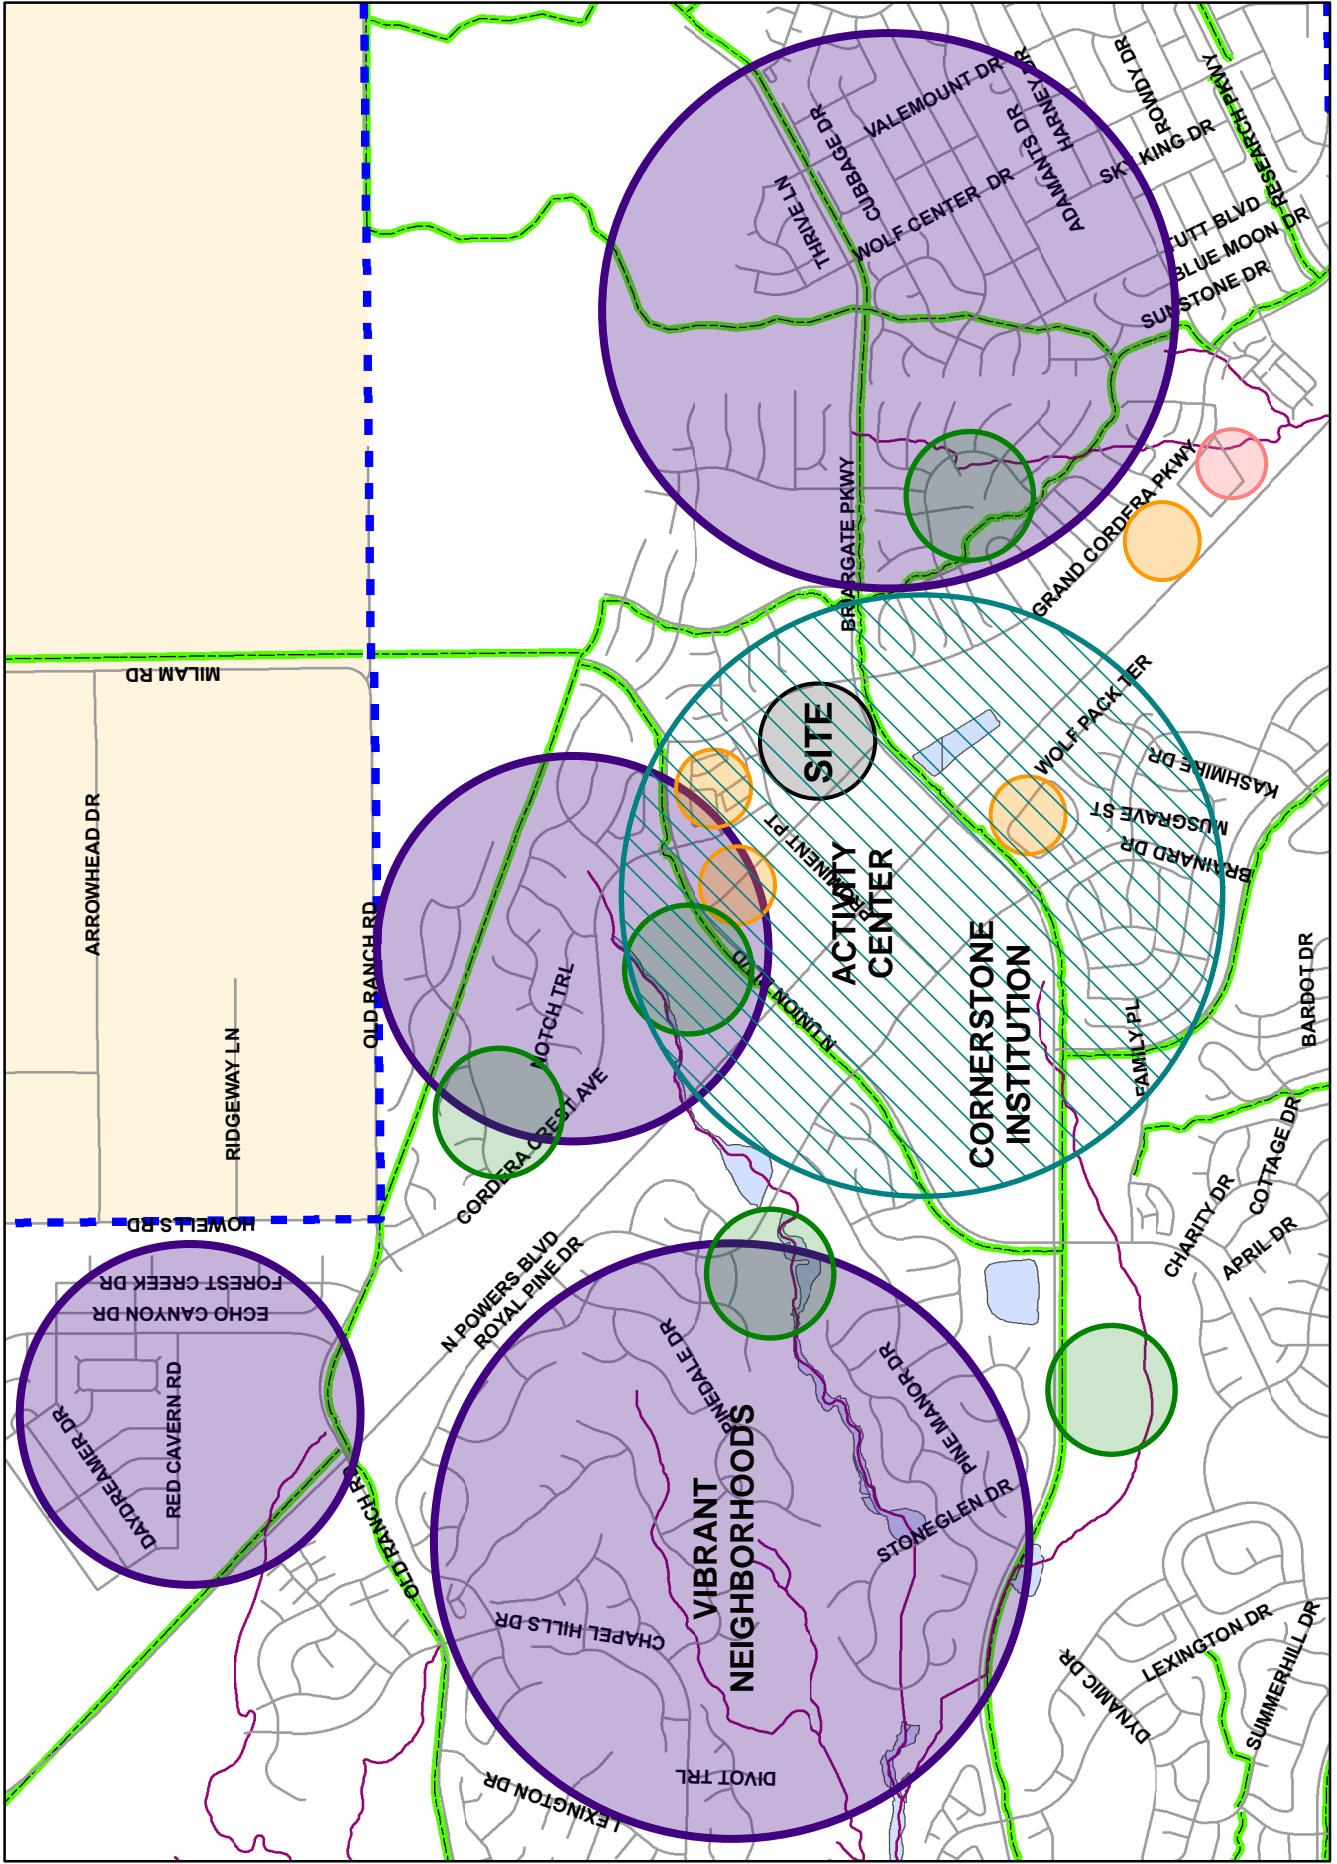 VALEMOUNT DR
HARNEY DR
ROWDY DR
RESEARCH PKWY
CUBBAGE DR
ADAMANTS DR
SKY KING DR
THRIVE LN
WOLF CENTER DR
TUTT BLVD
BLUE MOON DR
SUNSTONE DR
BRIARGATE PKWY
GRAND CORDERA PKWY
MILAM RD
SITE
WOLF PACK TER
KASHMIRE DR
MUSGRAVE ST
BRAINARD DR
PROMINENT PT
ACTIVITY
CENTER
ARROWHEAD DR
OLD RANCH RD
NOTCH TRL
N UNION BLVD
CORNERSTONE
INSTITUTION
BARDOT DR
FAMILY PL
RIDGEWAY LN
CORDERA CREST AVE
COTTAGE DR
CHARITY DR
APRIL DR
HOWELLS RD
FOREST CREEK DR
ECHO CANYON DR
N POWERS BLVD
ROYAL PINE DR
PINEDALE DR
PINE MANOR DR
RED CAVERN RD
DAYDREAMER DR
VIBRANT
NEIGHBORHOODS
OLD RANCH RD
STONEGLEN DR
CHAPEL HILLS DR
LEXINGTON DR
SUMMERHILL DR
DYNAMIC DR
DIVOT TRL
LEXINGTON DR